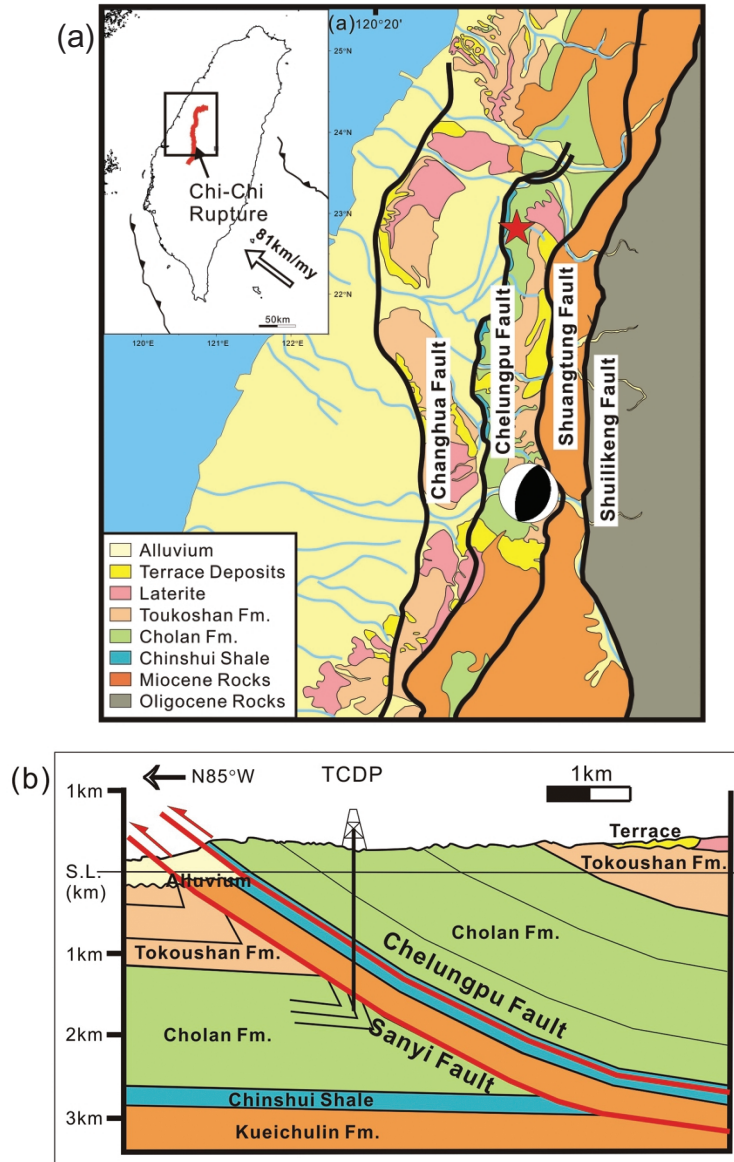 (a)
(a)
120°20'
25°N
24°N
23°N
22°N
Chi-Chi
Rupture
81km/my
50km
120°E
121°E
122°E
Changhua Fault
Chelungpu Fault
Shuangtung Fault
Shuilikeng Fault
Alluvium
Terrace Deposits
Laterite
Toukoshan Fm.
Cholan Fm.
Chinshui Shale
Miocene Rocks
Oligocene Rocks
(b)
N85°W
TCDP
1km
1km
Terrace
Tokoushan Fm.
S.L.
(km)
Alluvium
Cholan Fm.
1km
Tokoushan Fm.
Chelungpu Fault
2km
Cholan Fm.
Sanyi Fault
Chinshui Shale
3km
Kueichulin Fm.